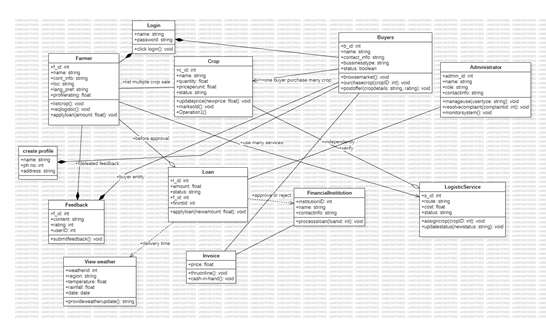 Login
+name: string
+password: string
+click login(): void
Farmer
+f_id: int
+name: string
+cont_info: string
+loc: string
+lang_pref: string
+profilerating: float
+listcrop(): void
+reqlogistic(): void
+applyloan(amount: float): void
Crop
+c_id: int
+name: string
+quantity: float
+priceperunit: float
+status: string
+updateprice(newprice: float): void
+marksold(): void
+Operation1()
Buyers
+b_id: int
+name: string
+contact_info: string
+businesstype: string
+status: boolean
+browsemarket(): void
+purchasecrop(cropID int): void
+postoffer(cropdetails: string, rating): void
Administrator
+admin_id: int
+name: string
+role: string
+contactinfo: string
+manageuse(usertype: string): void
+resolvecomplaint(complaintid: int): void
+monitorsystem(): void
+list multiple crop sale
+one buyer purchase many crop
+before approval
+use many services
+independently
+verify
create profile
+name: string
+ph no: int
+address: string
+related feedback
+buyer entity
Feedback
+f_id: int
+content: string
+rating: int
+userID: int
+submitfeedback(): void
Loan
+l_id: int
+amount: float
+status: string
+f_id: int
+finintid: int
+applyloan(newamount: float): void
+approve or reject
FinancialInstitution
+institutionID: int
+name: string
+contactinfo: string
+processloan(loanid: int): void
LogisticService
+s_id: int
+route: string
+cost: float
+status: string
+assigncrop(cropID int): void
+updatestatus(newstatus: string): void
+delivery time
View weather
+weatherid: int
+region: string
+temperature: float
+rainfall: float
+date: date
+provideweatherupdate(): string
Invoice
+price: float
+thruonline(): void
+cash-in-hand(): void